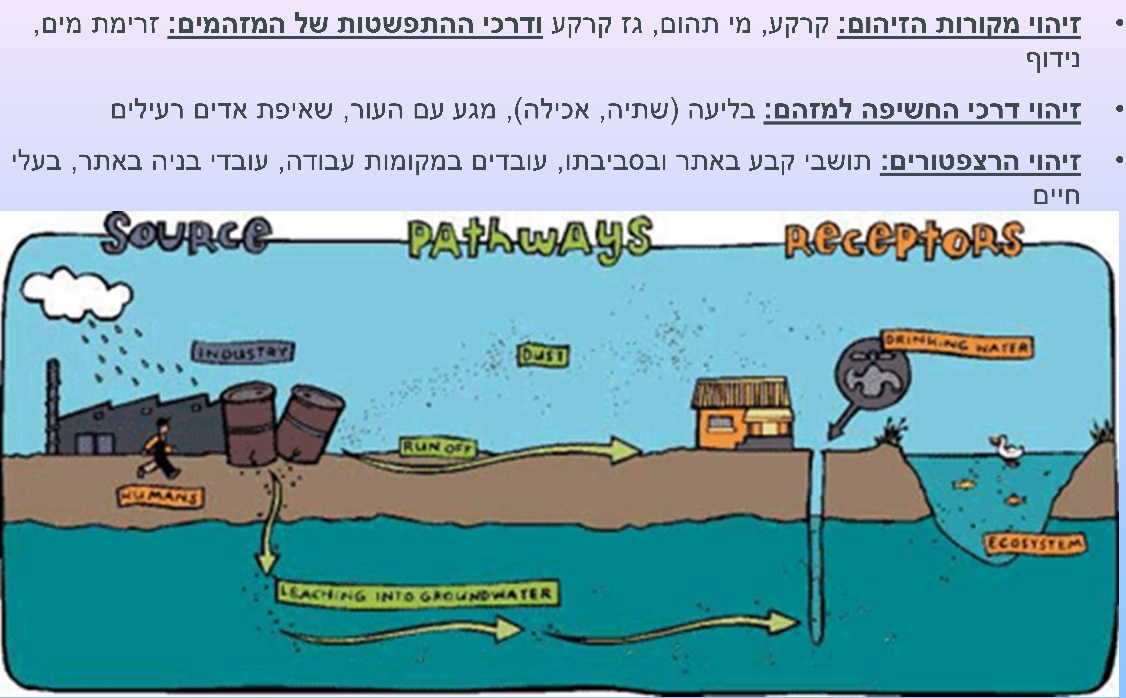 • זיהוי מקורות הזיהום: קרקע, מי תהום, גז קרקע ודרכי ההתפשטות של המזהמים: זרימת מים,
נידוף
• זיהוי דרכי החשיפה למזהם: בליעה (שתיה, אכילה), מגע עם העור, שאיפת אדים רעילים
• זיהוי הרצפטורים: תושבי קבע באתר ובסביבתו, עובדים במקומות עבודה, עובדי בניה באתר, בעלי
חיים
SOURCE PATHWAYS RECEPTORS
DRINKING WATER
INDUSTRY
DUST
RUN OFF
HUMANS
ECOSYSTEM
LEACHING INTO GROUNDWATER